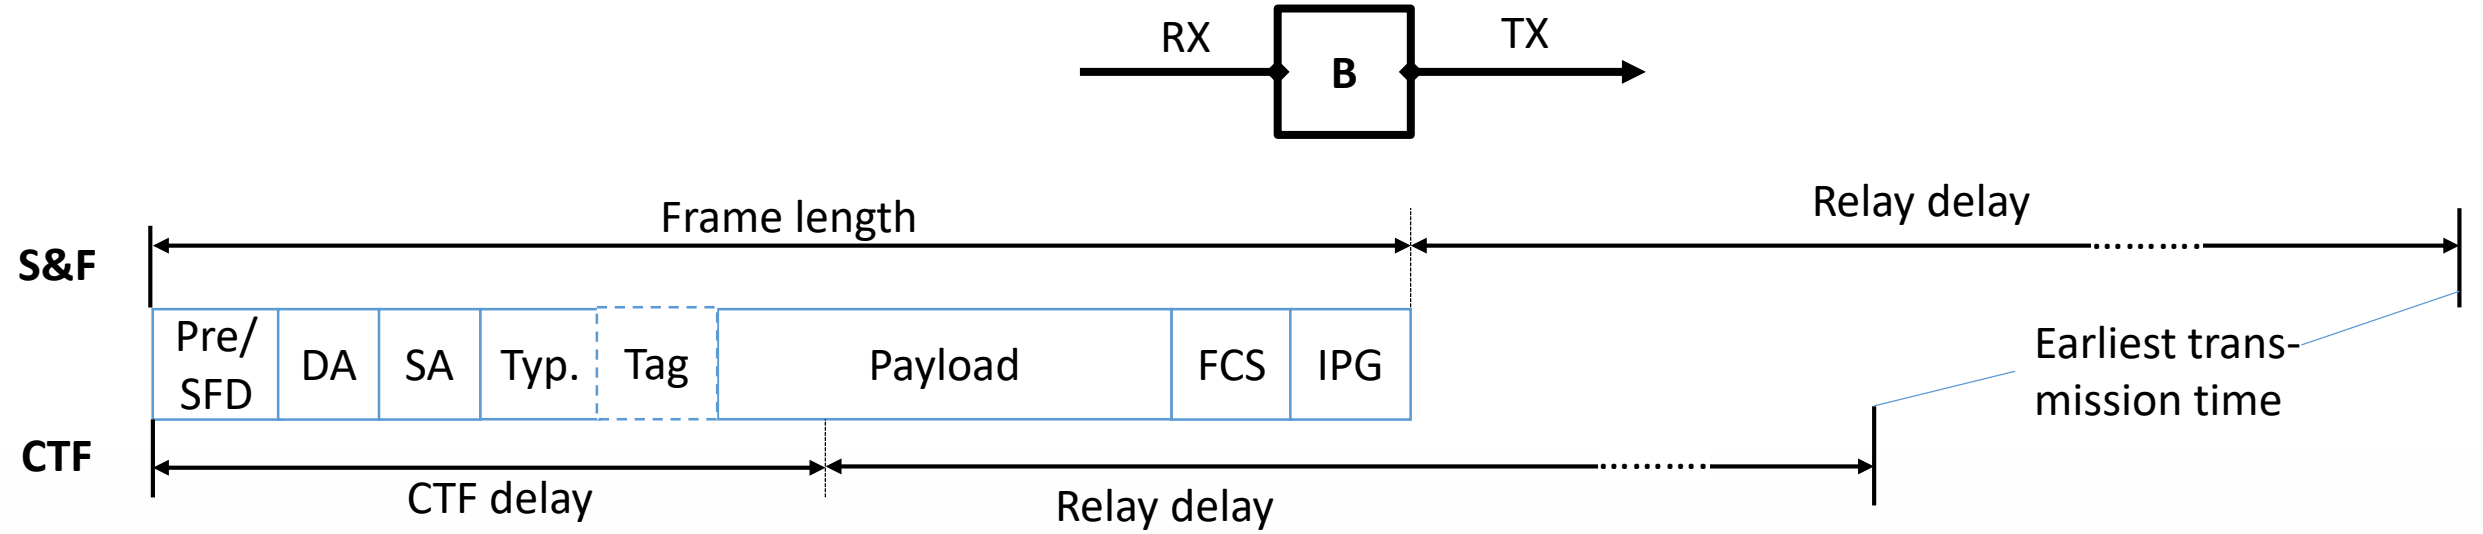 RX
TX
B
Frame length
Relay delay
S&F
Pre/
SFD
DA
SA
Typ.
Tag
Payload
FCS
IPG
Earliest trans-
mission time
CTF
CTF delay
Relay delay